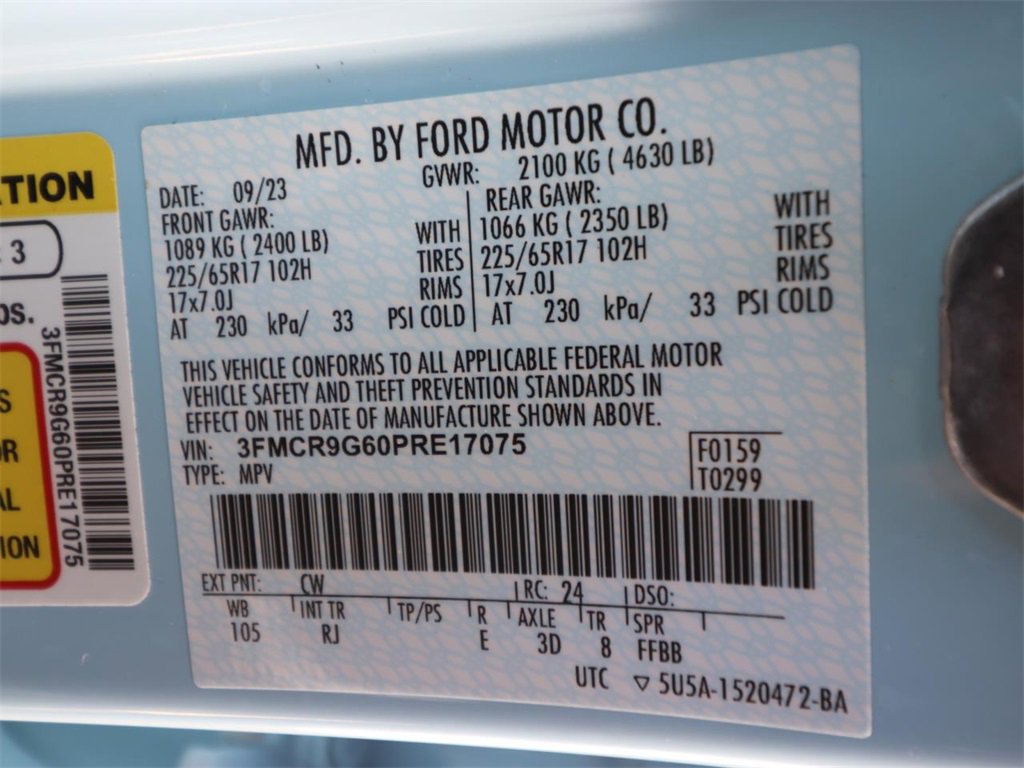 MFD. BY FORD MOTOR CO.
DATE: 09/23 GVWR: 2100 KG ( 4630 LB)
FRONT GAWR: REAR GAWR:
1089 KG ( 2400 LB) WITH 1066 KG ( 2350 LB) WITH
225/65R17 102H TIRES 225/65R17 102H TIRES
17x7.0J RIMS 17x7.0J RIMS
AT 230 kPa/ 33 PSI COLD AT 230 kPa/ 33 PSI COLD
THIS VEHICLE CONFORMS TO ALL APPLICABLE FEDERAL MOTOR
VEHICLE SAFETY AND THEFT PREVENTION STANDARDS IN
EFFECT ON THE DATE OF MANUFACTURE SHOWN ABOVE.
VIN: 3FMCR9G60PRE17075 F0159
TYPE: MPV T0299
EXT PNT: CW RC: 24 DSO:
WB INT TR TP/PS R AXLE TR SPR
105 RJ E 3D 8 FFBB
UTC ▽ 5U5A-1520472-BA
3
3FMCR9G60PRE17075